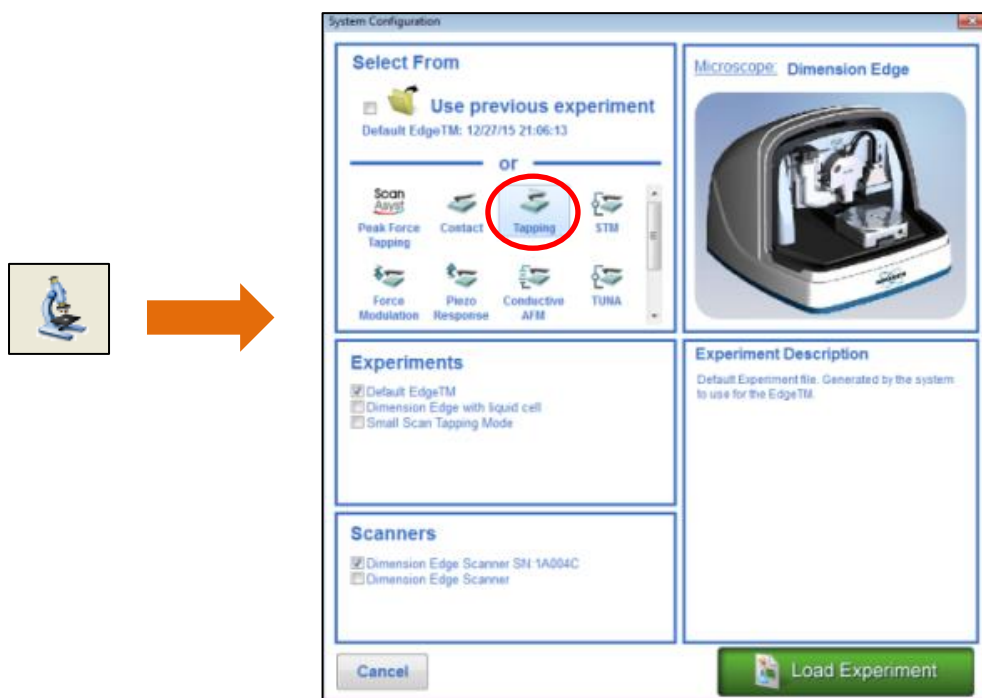 System Configuration
Select From
Use previous experiment
Default EdgeTM: 12/27/15 21:06:13
or
Scan
Asyst
Peak Force
Tapping
Contact
Tapping
STM
Force
Modulation
Piezo
Response
Conductive
AFM
TUNA
Microscope: Dimension Edge
Experiments
Default EdgeTM
Dimension Edge with liquid cell
Small Scan Tapping Mode
Experiment Description
Default Experiment file. Generated by the system
to use for the EdgeTM.
Scanners
Dimension Edge Scanner SN:1A004C
Dimension Edge Scanner
Cancel
Load Experiment